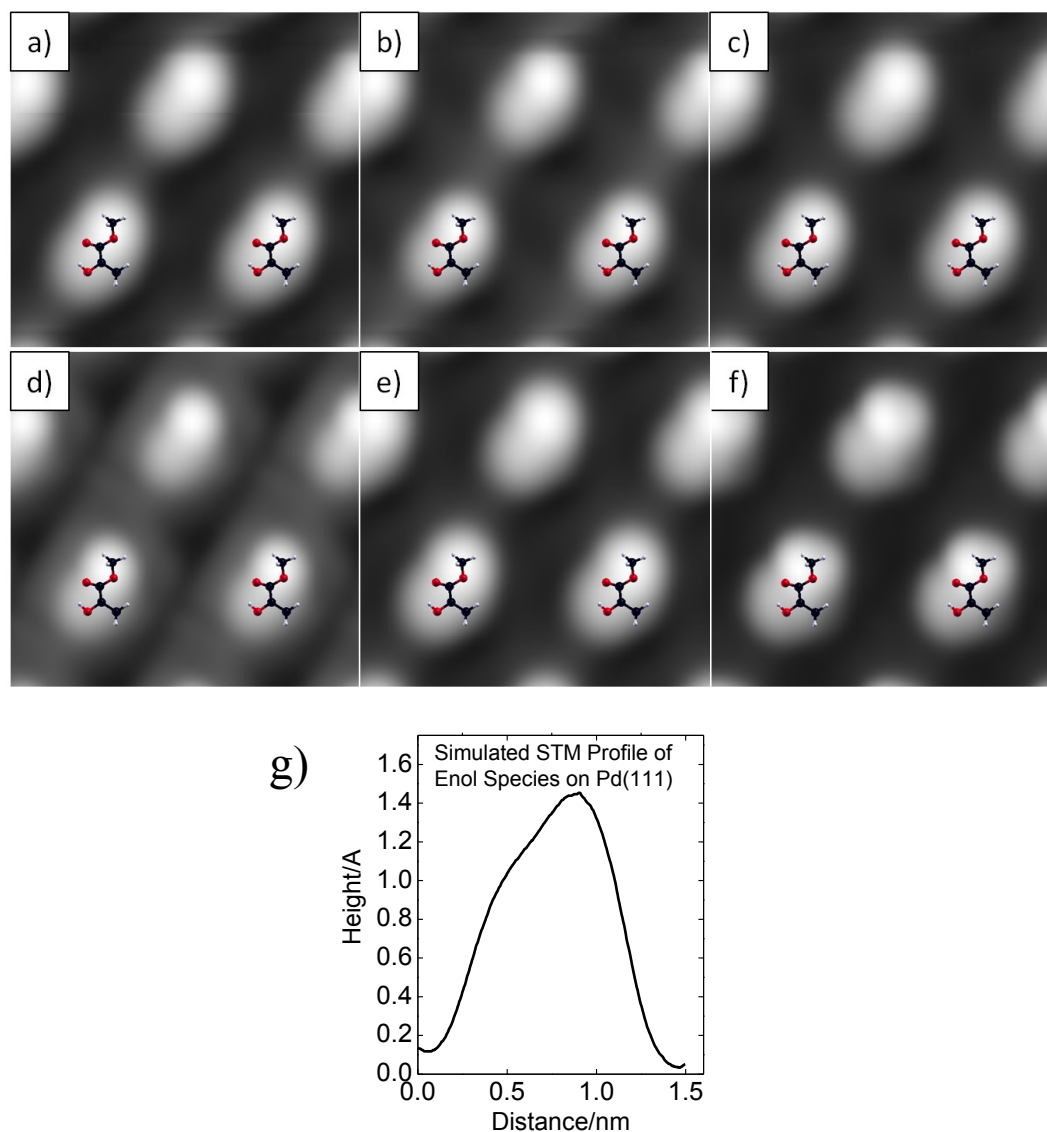 a)
b)
c)
d)
e)
f)
g)
Simulated STM Profile of
Enol Species on Pd(111)
1.6
1.4
1.2
1.0
0.8
0.6
0.4
0.2
0.0
Height/A
0.0 0.5 1.0 1.5
Distance/nm